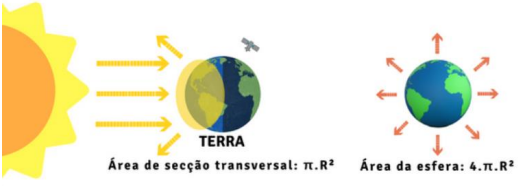 TERRA
Área de secção transversal: π.R²
Área da esfera: 4.π.R²